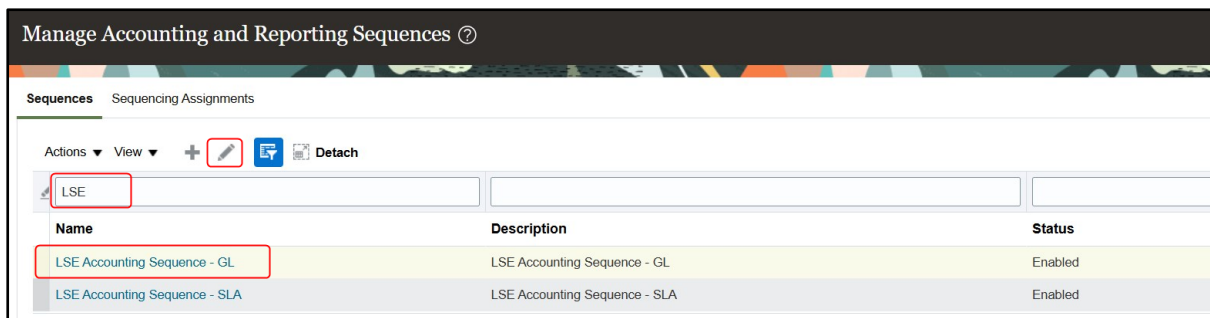 Manage Accounting and Reporting Sequences ?
Sequences Sequencing Assignments
Actions View Detach
LSE
Name Description Status
LSE Accounting Sequence - GL LSE Accounting Sequence - GL Enabled
LSE Accounting Sequence - SLA LSE Accounting Sequence - SLA Enabled